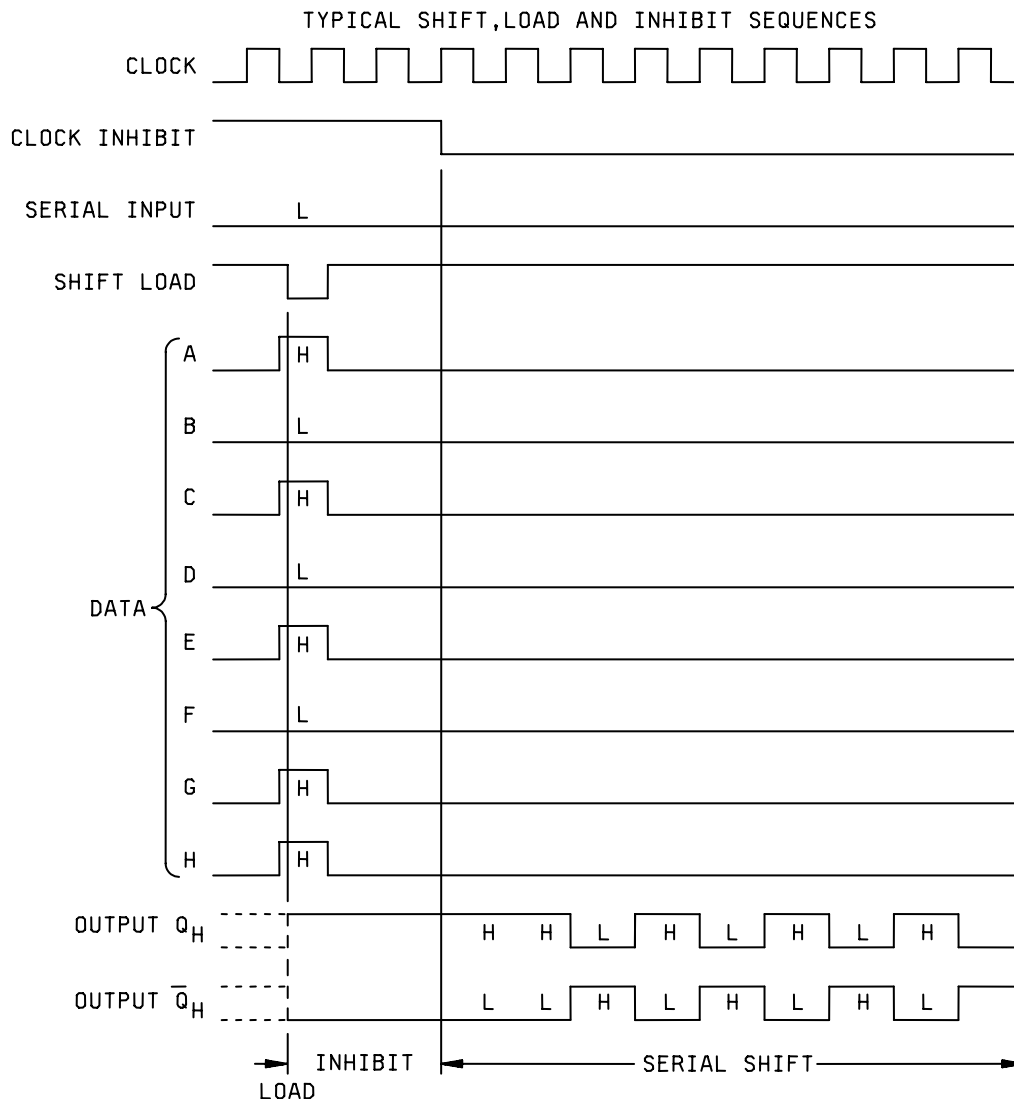 TYPICAL SHIFT,LOAD AND INHIBIT SEQUENCES
CLOCK
CLOCK INHIBIT
SERIAL INPUT L
SHIFT LOAD
DATA
A H
B L
C H
D L
E H
F L
G H
H H
OUTPUT QH H H L H L H L H
OUTPUT Q̅H L L H L H L H L
INHIBIT SERIAL SHIFT
LOAD